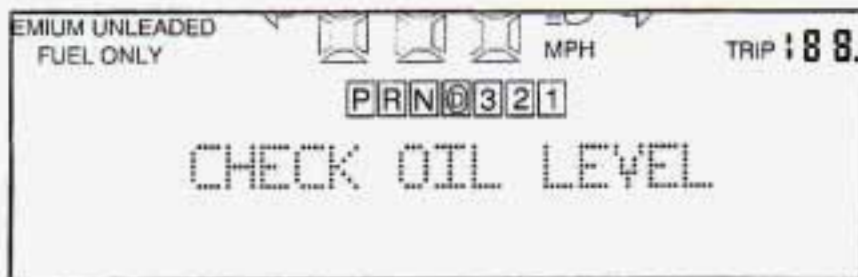 EMIUM UNLEADED
FUEL ONLY
MPH
TRIP 188.
PRND321
CHECK OIL LEVEL